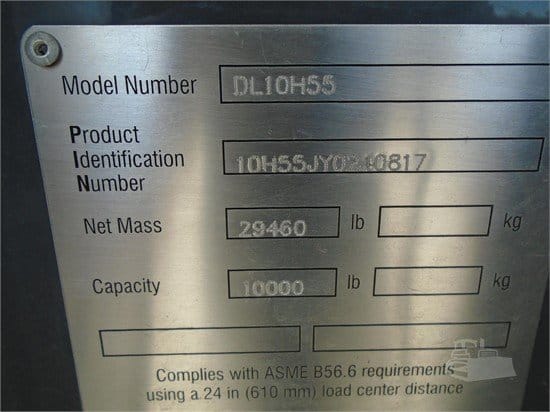 Model Number DL10H55
Product
Identification 10H55JY0240817
Number
Net Mass 29460 lb kg
Capacity 10000 lb kg
Complies with ASME B56.6 requirements
using a 24 in (610 mm) load center distance